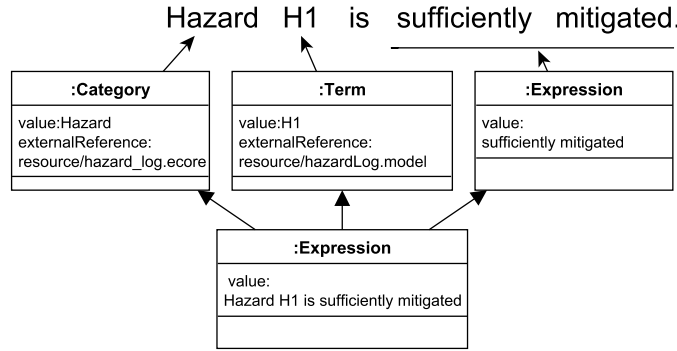 Hazard H1 is sufficiently mitigated.
:Category
value:Hazard
externalReference:
resource/hazard_log.ecore
:Term
value:H1
externalReference:
resource/hazardLog.model
:Expression
value:
sufficiently mitigated
:Expression
value:
Hazard H1 is sufficiently mitigated